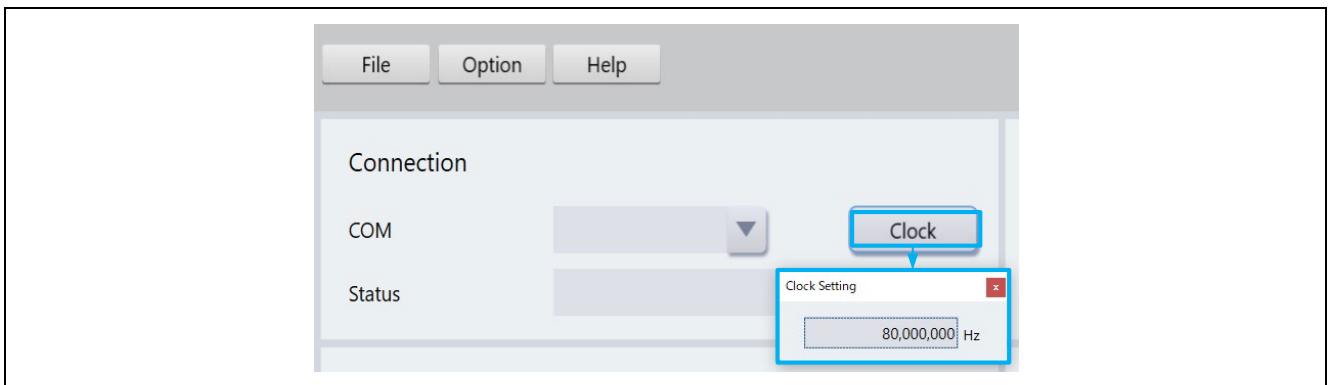 File Option Help
Connection
COM Clock
Status
Clock Setting x
80,000,000 Hz